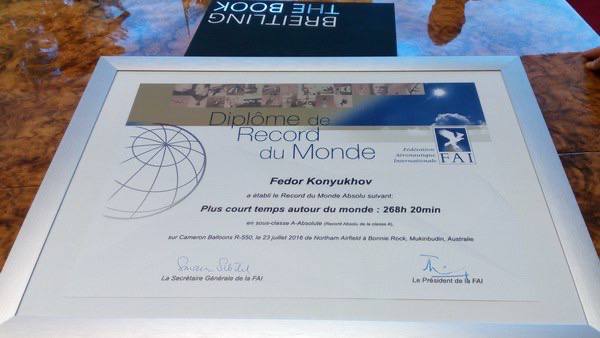 BREITLING
THE BOOK
Diplôme de
Record
du Monde
Fédération
Aéronautique
Internationale
FAI
Fedor Konyukhov
a établi le Record du Monde Absolu suivant:
Plus court temps autour du monde : 268h 20min
en sous-classe A-Absolute (Record Absolu de la classe A),
sur Cameron Balloons R-550, le 23 juillet 2016 de Northam Airfield à Bonnie Rock, Mukinbudin, Australie
La Secrétaire Générale de la FAI
Le Président de la FAI